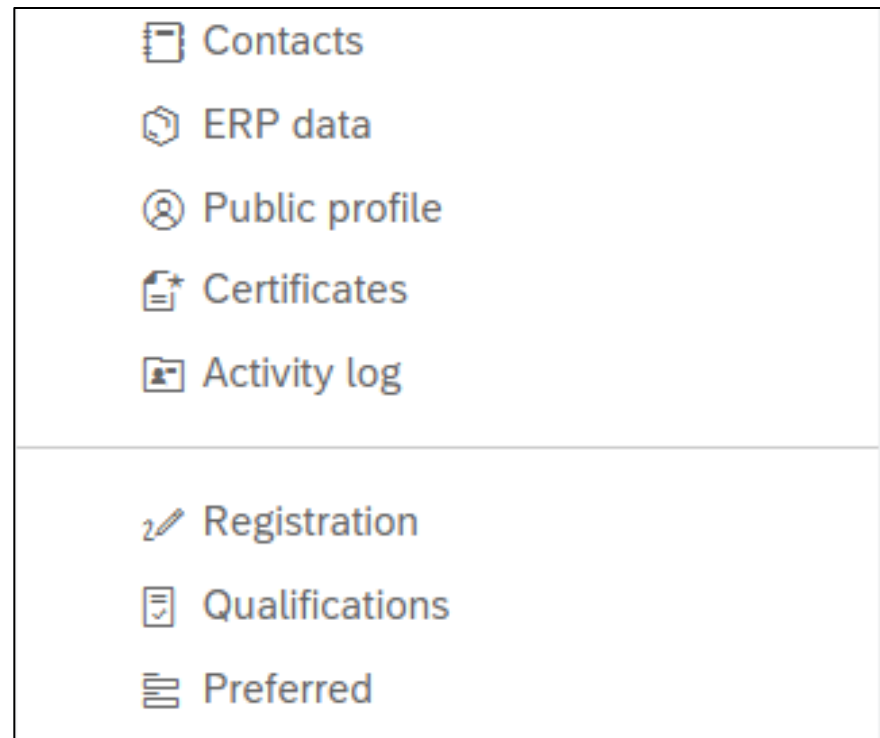 Contacts
ERP data
Public profile
Certificates
Activity log
Registration
Qualifications
Preferred